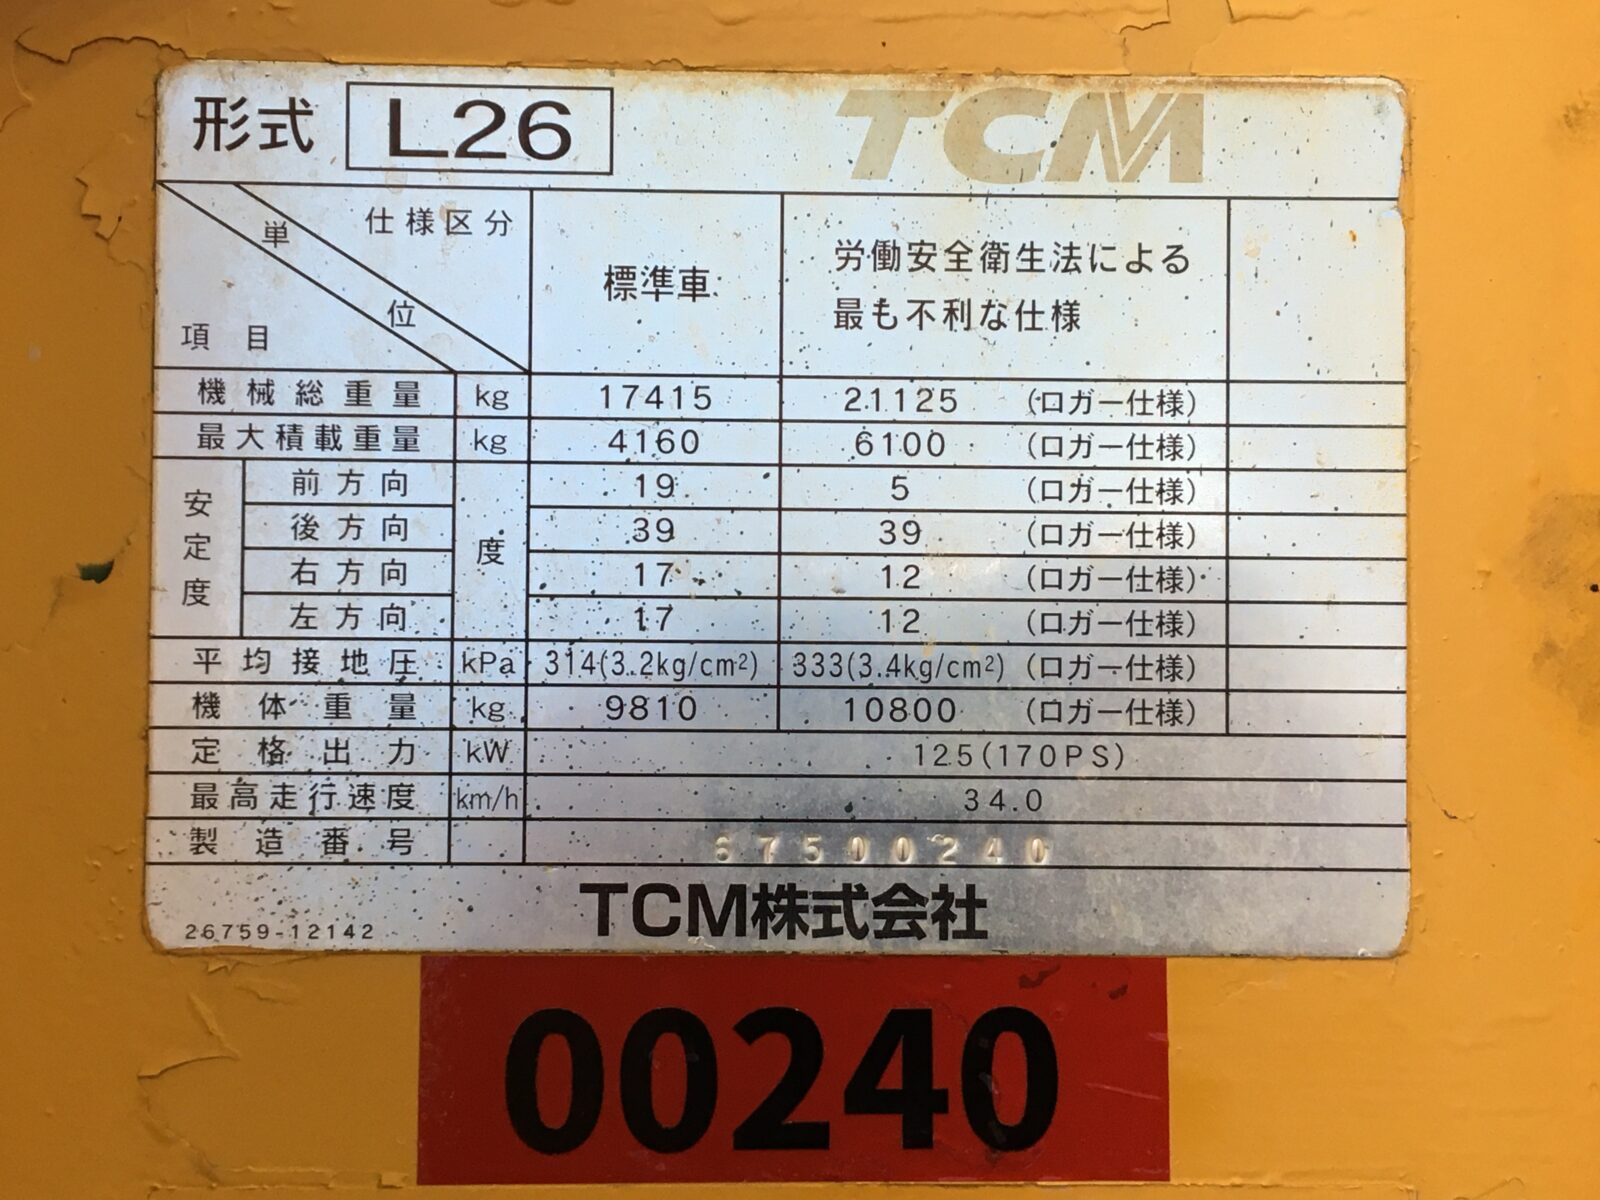 形式 L26 TCM
単位 仕様区分 項目 標準車 労働安全衛生法による
最も不利な仕様
機械総重量 kg 17415 21125 (ロガー仕様)
最大積載重量 kg 4160 6100 (ロガー仕様)
安定度 前方向 度 19 5 (ロガー仕様)
後方向 39 39 (ロガー仕様)
右方向 17 12 (ロガー仕様)
左方向 17 12 (ロガー仕様)
平均接地圧 kPa 314(3.2kg/cm²) 333(3.4kg/cm²) (ロガー仕様)
機体重量 kg 9810 10800 (ロガー仕様)
定格出力 kW 125(170PS)
最高走行速度 km/h 34.0
製造番号 67500240
TCM株式会社
26759-12142
00240